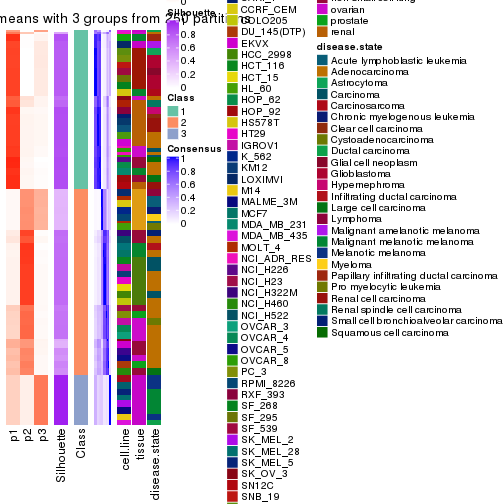 means with 3 groups from 250 partitions
Silhouette
1
0.8
0.6
0.4
0.2
0
Class
1
2
3
Consensus
1
0.8
0.6
0.4
0.2
0
p1
p2
p3
Silhouette
Class
cell.line
tissue
disease.state
CCRF_CEM
COLO205
DU_145(DTP)
EKVX
HCC_2998
HCT_116
HCT_15
HL_60
HOP_62
HOP_92
HS578T
HT29
IGROV1
K_562
KM12
LOXIMVI
M14
MALME_3M
MCF7
MDA_MB_231
MDA_MB_435
MOLT_4
NCI_ADR_RES
NCI_H226
NCI_H23
NCI_H322M
NCI_H460
NCI_H522
OVCAR_3
OVCAR_4
OVCAR_5
OVCAR_8
PC_3
RPMI_8226
RXF_393
SF_268
SF_295
SF_539
SK_MEL_2
SK_MEL_28
SK_MEL_5
SK_OV_3
SN12C
SNB_19
ovarian
prostate
renal
disease.state
Acute lymphoblastic leukemia
Adenocarcinoma
Astrocytoma
Carcinoma
Carcinosarcoma
Chronic myelogenous leukemia
Clear cell carcinoma
Cystoadenocarcinoma
Ductal carcinoma
Glial cell neoplasm
Glioblastoma
Hypernephroma
Infiltrating ductal carcinoma
Large cell carcinoma
Lymphoma
Malignant amelanotic melanoma
Malignant melanotic melanoma
Melanotic melanoma
Myeloma
Papillary infiltrating ductal carcinoma
Pro myelocytic leukemia
Renal cell carcinoma
Renal spindle cell carcinoma
Small cell bronchioalveolar carcinoma
Squamous cell carcinoma